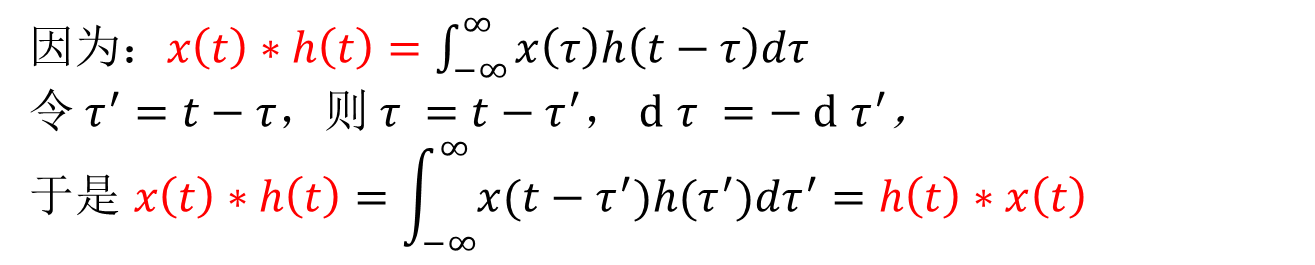 因为：x(t) ∗ h(t) = ∫_{−∞}^{∞} x(τ)h(t − τ)dτ
令 τ′ = t − τ，则 τ = t − τ′， d τ = − d τ′，
于是 x(t) ∗ h(t) = ∫_{−∞}^{∞} x(t − τ′)h(τ′)dτ′ = h(t) ∗ x(t)